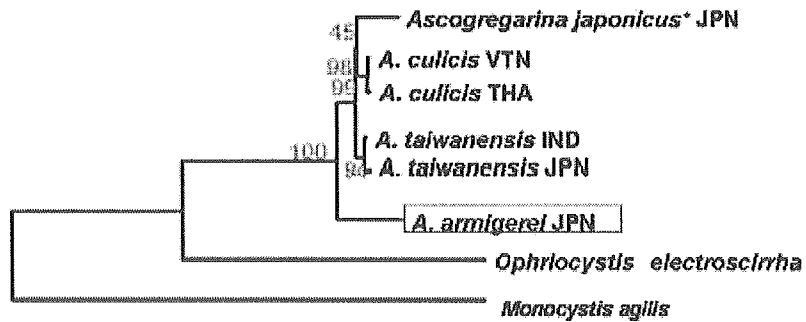 Ascogregarina japonicus* JPN
45
A. culicis VTN
98
99
A. culicis THA
A. taiwanensis IND
100
94
A. taiwanensis JPN
A. armigerei JPN
Ophriocystis electroscirrha
Monocystis agilis